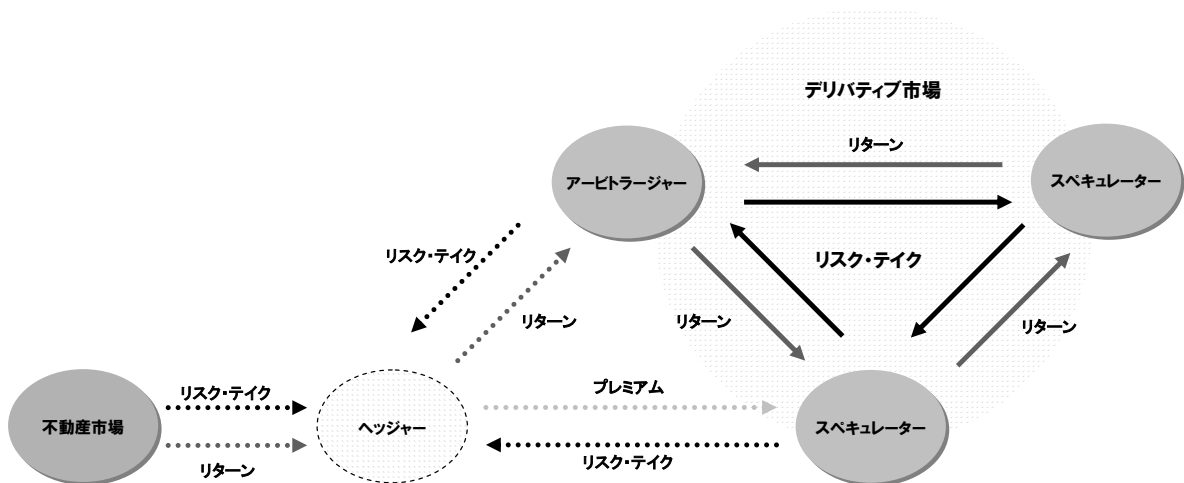 デリバティブ市場
リターン
アービトラージャー
スペキュレーター
リスク・テイク
リスク・テイク
リターン
リターン
リターン
リスク・テイク
プレミアム
不動産市場
ヘッジャー
スペキュレーター
リターン
リスク・テイク